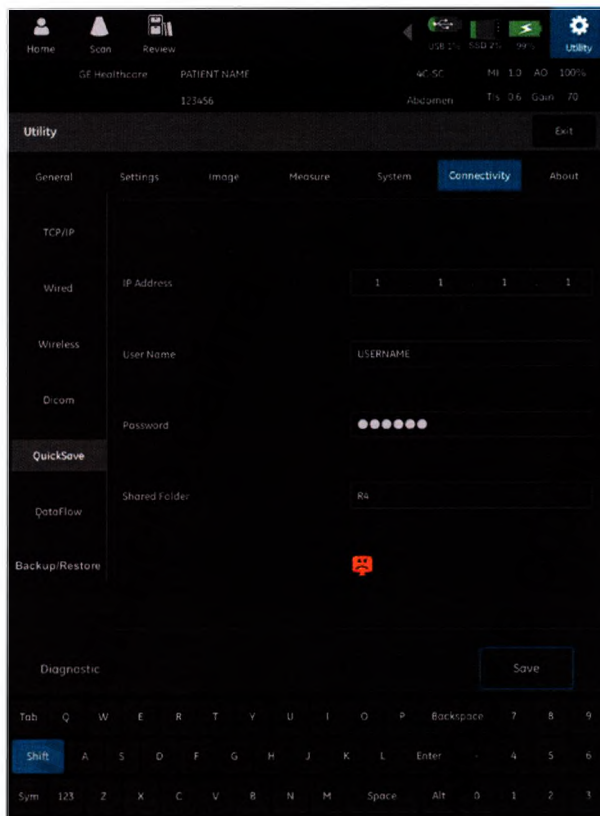 Home Scan Review USB 1% SSD 2% 99% Utility
GE Healthcare PATIENT NAME 4C-SC MI 1.0 AO 100%
123456 Abdomen TIs 0.6 Gain 70
Utility Exit
General Settings Image Measure System Connectivity About
TCP/IP
Wired IP Address 1 . 1 . 1 . 1
Wireless User Name USERNAME
Dicom
Password ●●●●●●
QuickSave
Shared Folder R4
DataFlow
Backup/Restore
Diagnostic Save
Tab Q W E R T Y U I O P Backspace 7 8 9
Shift A S D F G H J K L Enter . 4 5 6
Sym 123 Z X C V B N M Space Alt 0 1 2 3